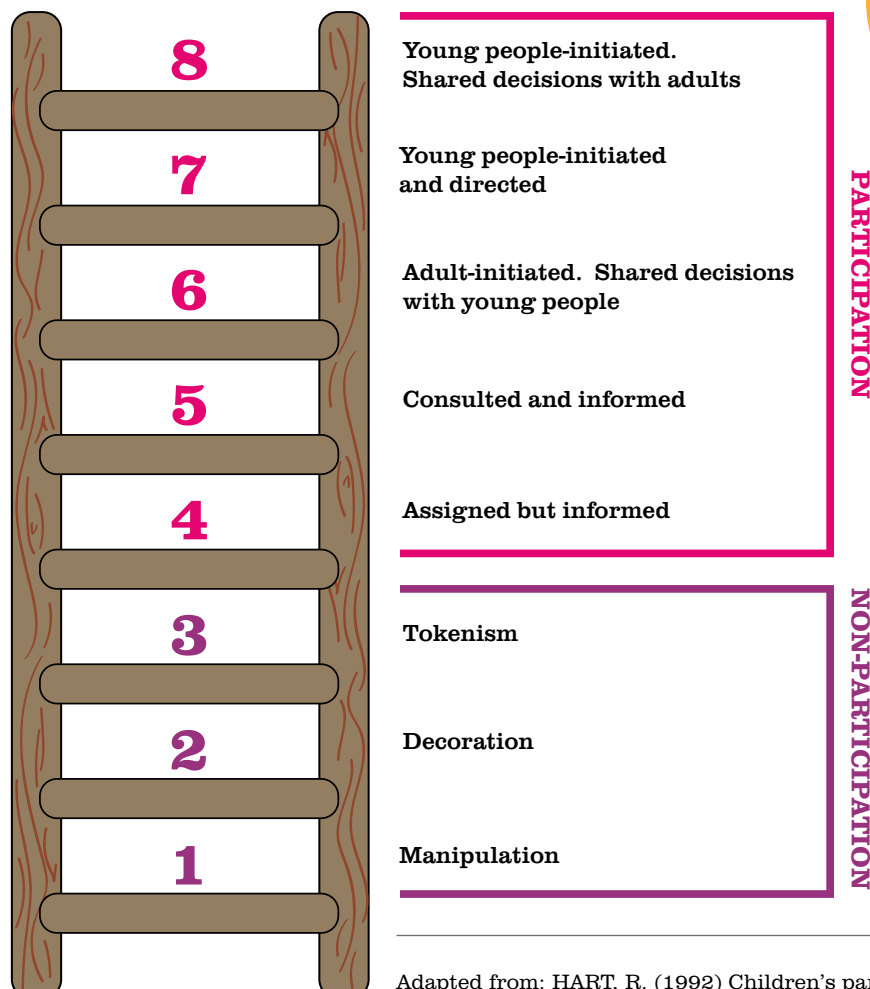 8
Young people-initiated.
Shared decisions with adults
7
Young people-initiated
and directed
6
Adult-initiated.  Shared decisions
with young people
5
Consulted and informed
4
Assigned but informed
PARTICIPATION
3
Tokenism
2
Decoration
1
Manipulation
NON-PARTICIPATION
Adapted from: HART, R. (1992) Children's par